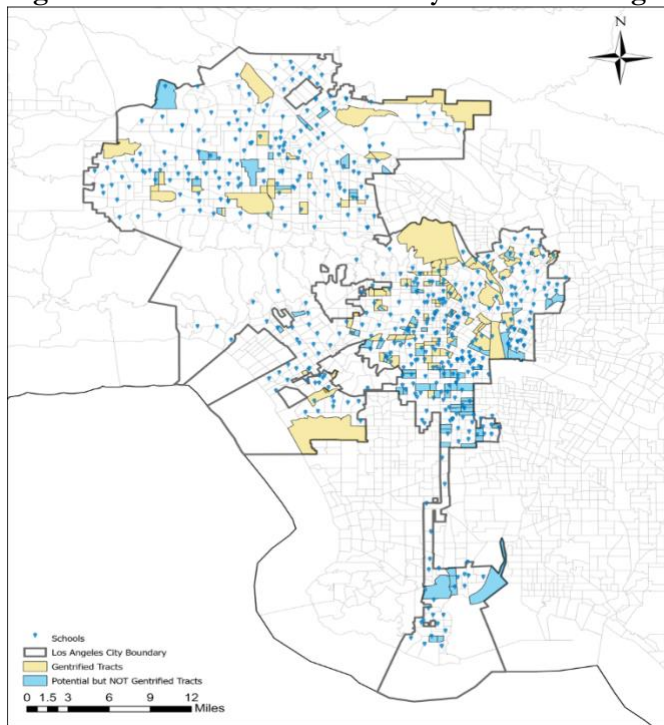 N
Schools
Los Angeles City Boundary
Gentrified Tracts
Potential but NOT Gentrified Tracts
0 1.5 3 6 9 12
Miles